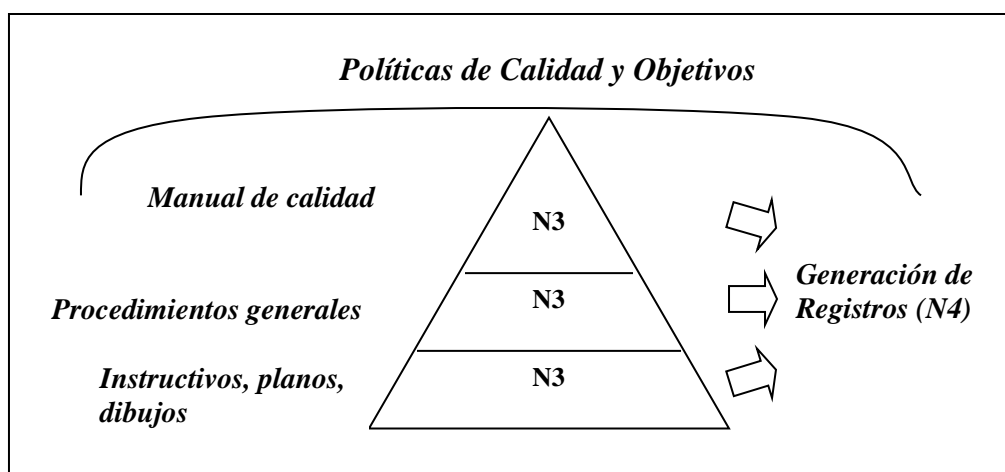 Políticas de Calidad y Objetivos
Manual de calidad
N3
Procedimientos generales
N3
Generación de
Registros (N4)
Instructivos, planos,
dibujos
N3